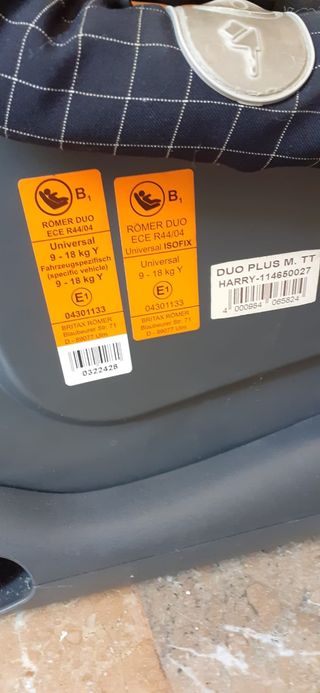 B1
RÖMER DUO
ECE R44/04
Universal
9 - 18 kg Y
Fahrzeugspezifisch
(specific vehicle)
9 - 18 kg Y
E1
04301133
BRITAX RÖMER
Blaubeurer Str. 71
D - 89077 Ulm
0322428
B1
RÖMER DUO
ECE R44/04
Universal ISOFIX
9 - 18 kg Y
E1
04301133
BRITAX RÖMER
Blaubeurer Str. 71
D - 89077 Ulm
DUO PLUS M. TT
HARRY-114650027
4 000984 065824